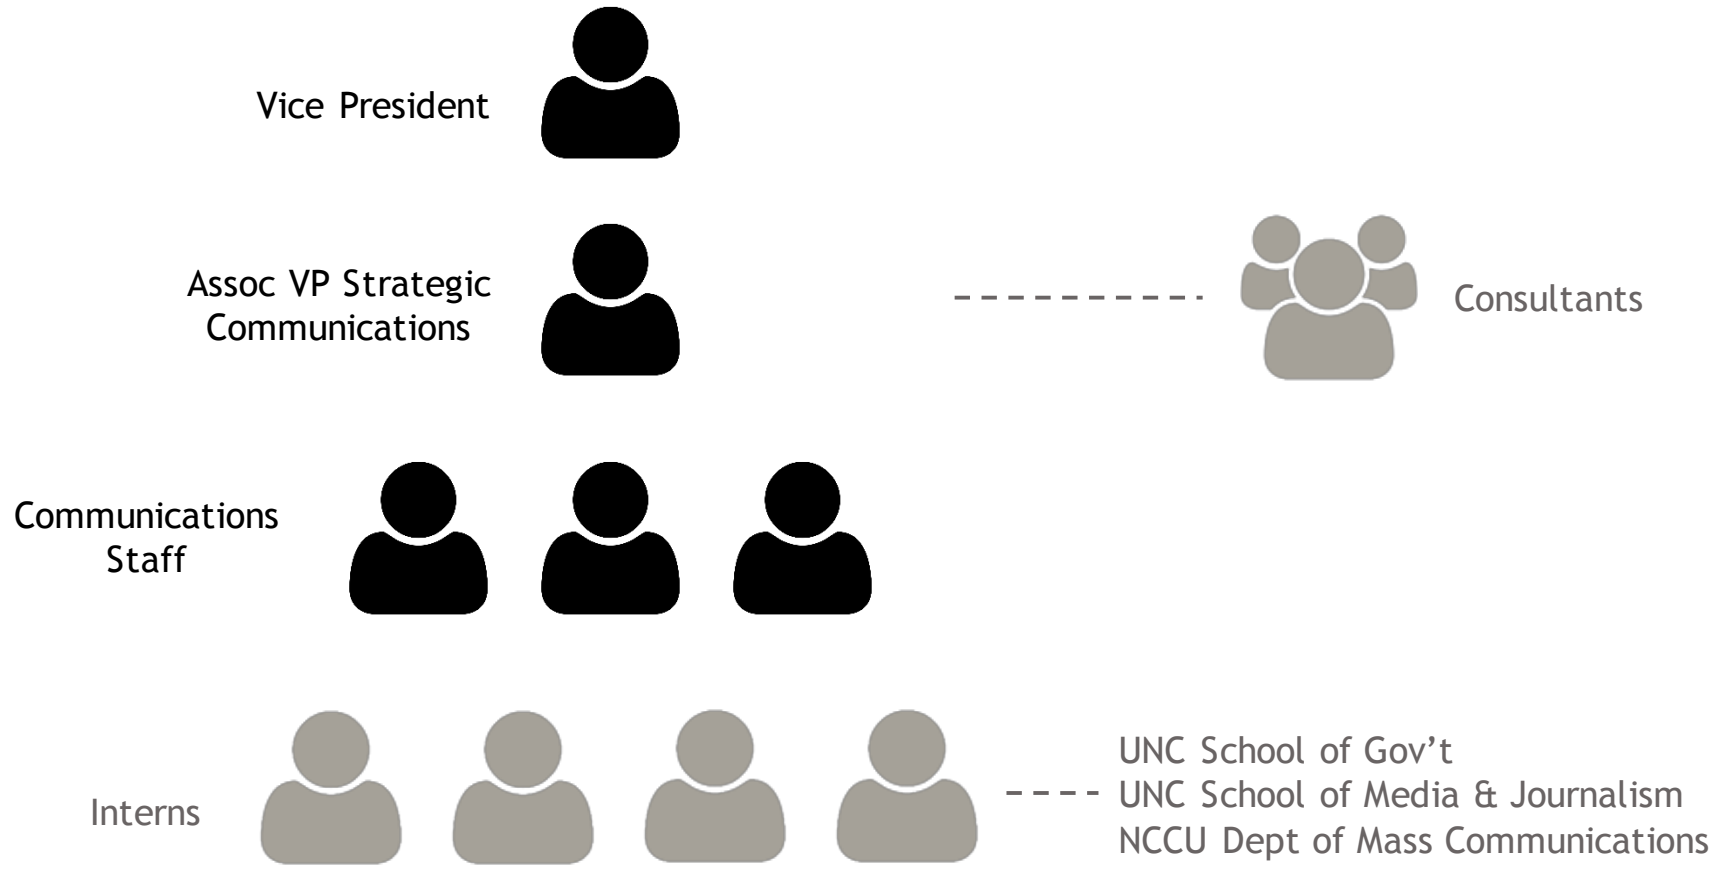 Vice President
Assoc VP Strategic
Communications
Consultants
Communications
Staff
Interns
UNC School of Gov’t
UNC School of Media & Journalism
NCCU Dept of Mass Communications